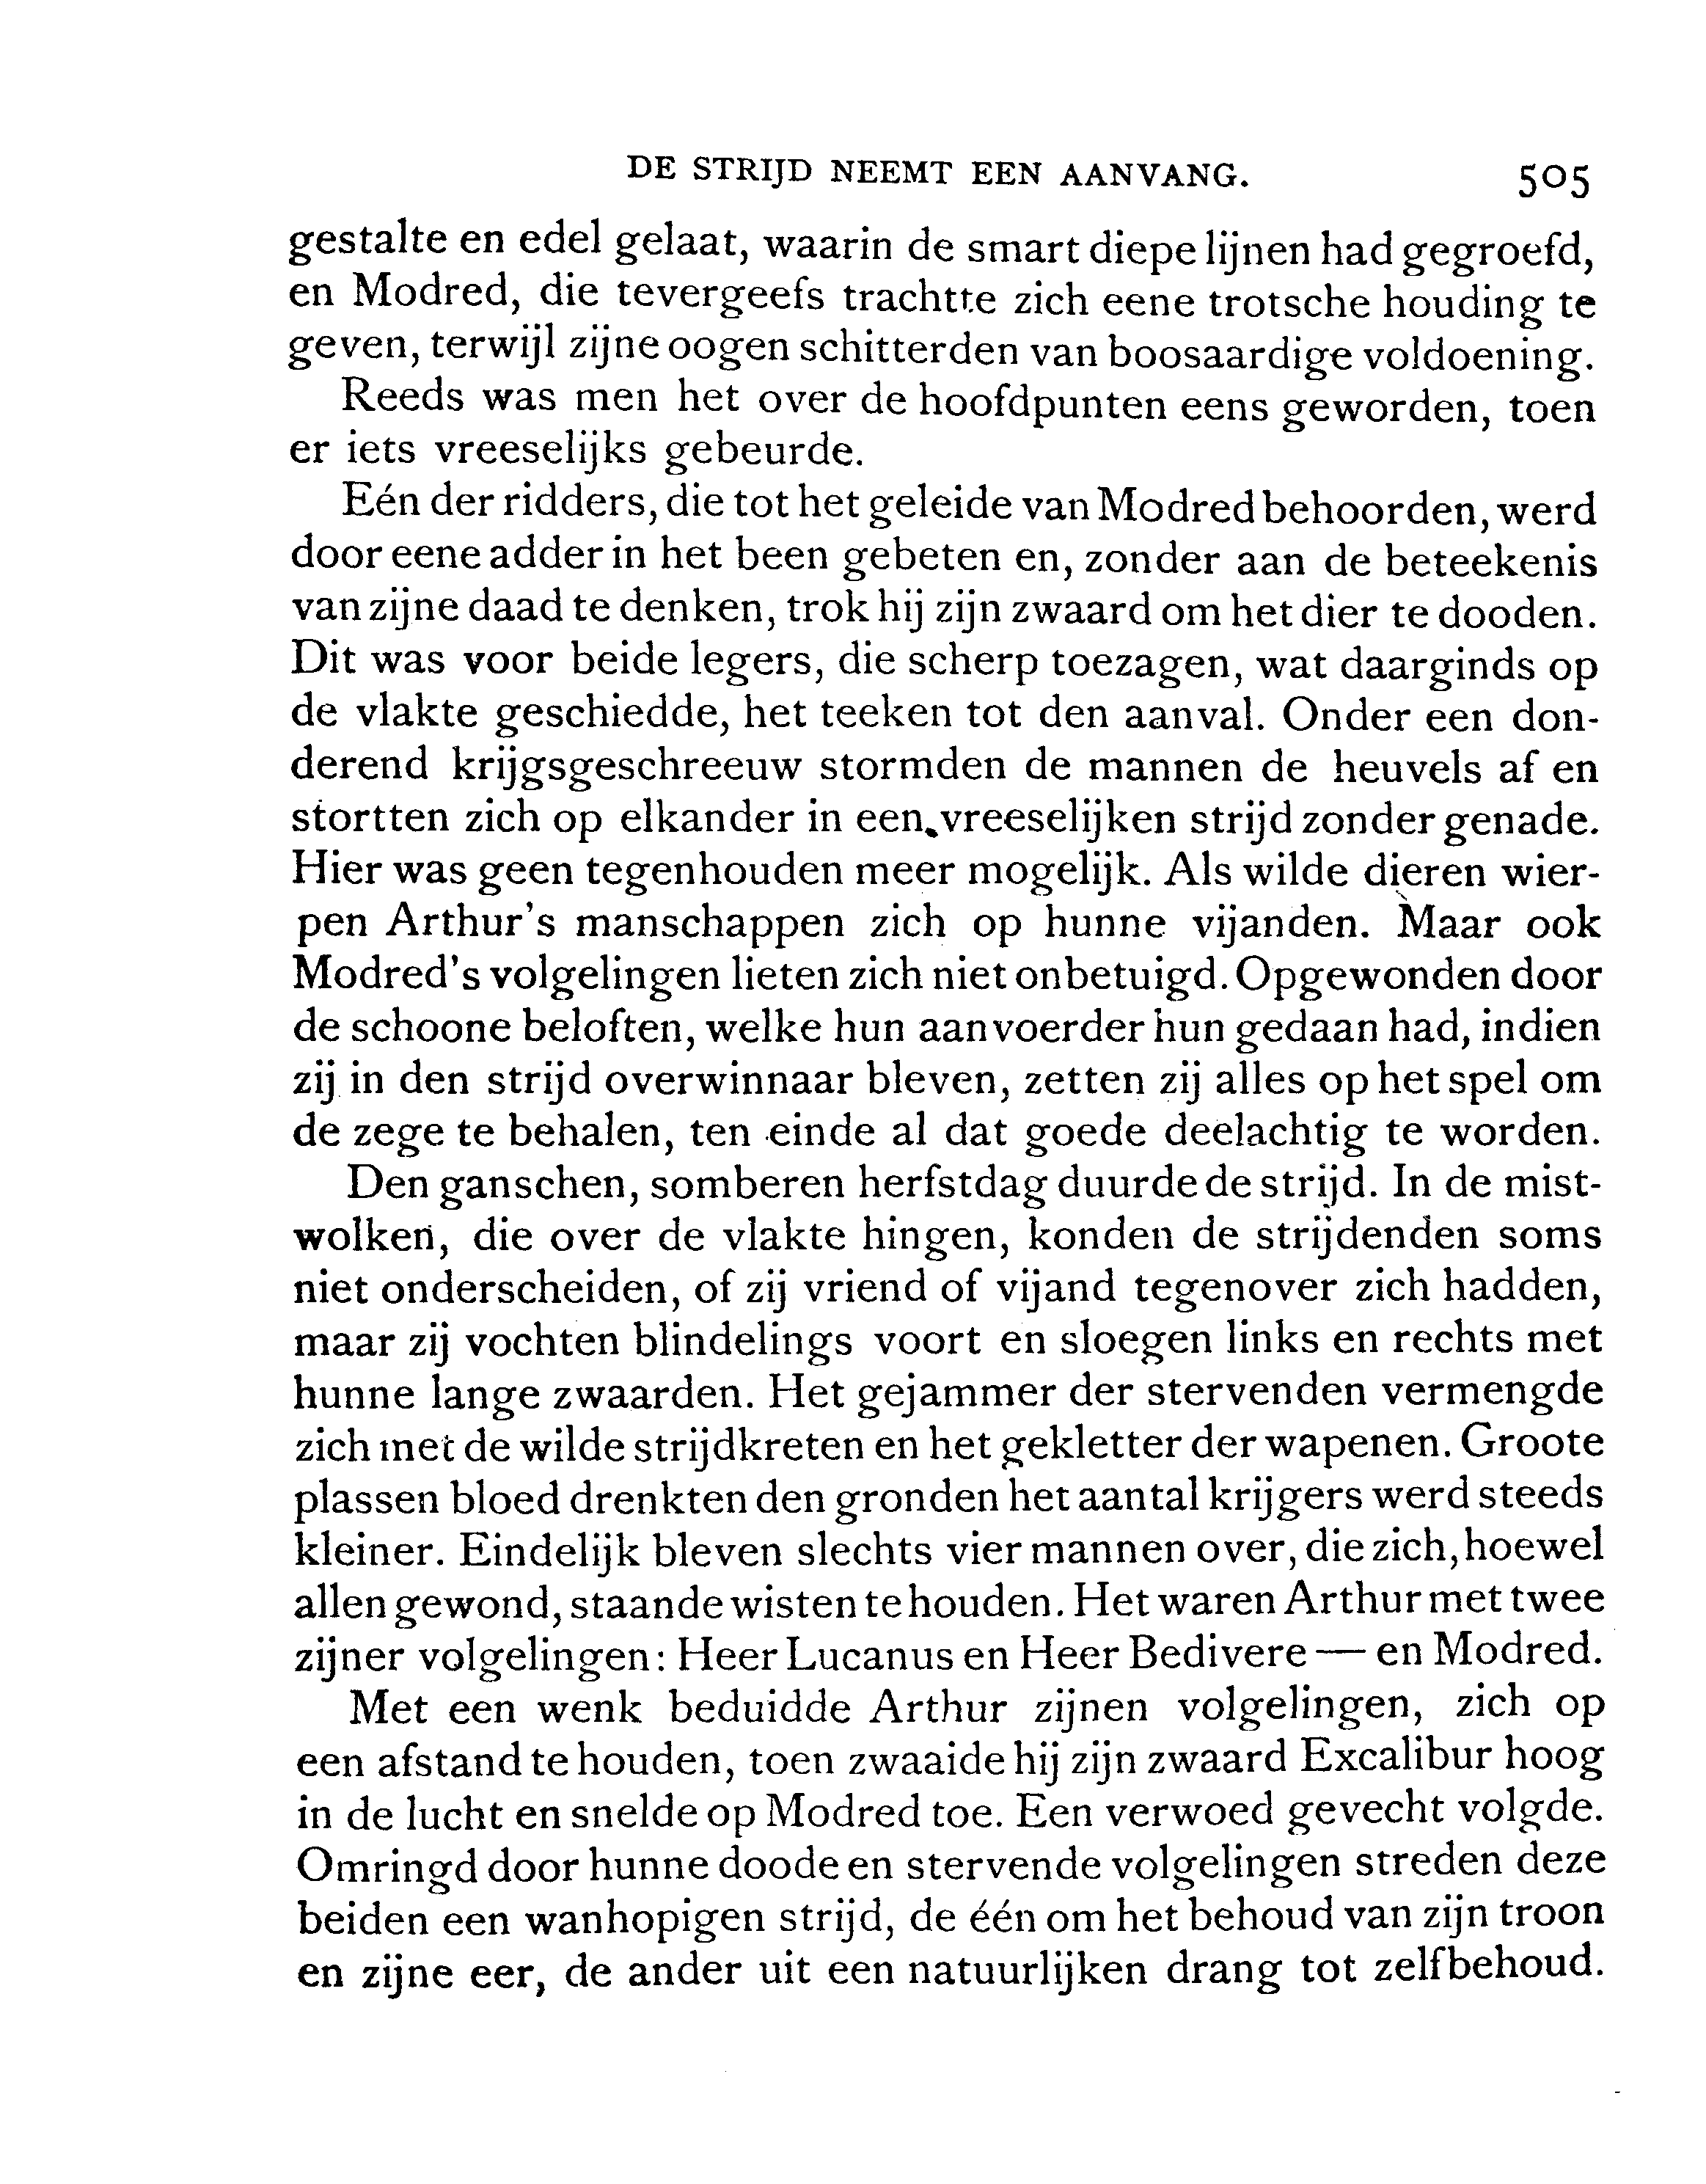 DE STRIJD NEEMT EEN AANVANG. 505
gestalte en edel gelaat, waarin de smart diepe lijnen had gegroefd,
en Modred, die tevergeefs trachtte zich eene trotsche houding te
geven, terwijl zijne oogen schitterden van boosaardige voldoening.
Reeds was men het over de hoofdpunten eens geworden, toen
er iets vreeselijks gebeurde.
Eén der ridders, die tot het geleide van Modred behoorden, werd
door eene adder in het been gebeten en, zonder aan de beteekenis
van zijne daad te denken, trok hij zijn zwaard om het dier te dooden.
Dit was voor beide legers, die scherp toezagen, wat daarginds op
de vlakte geschiedde, het teeken tot den aanval. Onder een don-
derend krijgsgeschreeuw stormden de mannen de heuvels af en
stortten zich op elkander in een vreeselijken strijd zonder genade.
Hier was geen tegenhouden meer mogelijk. Als wilde dieren wier-
pen Arthur's manschappen zich op hunne vijanden. Maar ook
Modred's volgelingen lieten zich niet onbetuigd. Opgewonden door
de schoone beloften, welke hun aanvoerder hun gedaan had, indien
zij in den strijd overwinnaar bleven, zetten zij alles op het spel om
de zege te behalen, ten einde al dat goede deelachtig te worden.
Den ganschen, somberen herfstdag duurde de strijd. In de mist-
wolken, die over de vlakte hingen, konden de strijdenden soms
niet onderscheiden, of zij vriend of vijand tegenover zich hadden,
maar zij vochten blindelings voort en sloegen links en rechts met
hunne lange zwaarden. Het gejammer der stervenden vermengde
zich met de wilde strijdkreten en het gekletter der wapenen. Groote
plassen bloed drenkten den grond en het aantal krijgers werd steeds
kleiner. Eindelijk bleven slechts vier mannen over, die zich, hoewel
allen gewond, staande wisten te houden. Het waren Arthur met twee
zijner volgelingen: Heer Lucanus en Heer Bedivere — en Modred.
Met een wenk beduidde Arthur zijnen volgelingen, zich op
een afstand te houden, toen zwaaide hij zijn zwaard Excalibur hoog
in de lucht en snelde op Modred toe. Een verwoed gevecht volgde.
Omringd door hunne doode en stervende volgelingen streden deze
beiden een wanhopigen strijd, de één om het behoud van zijn troon
en zijne eer, de ander uit een natuurlijken drang tot zelfbehoud.